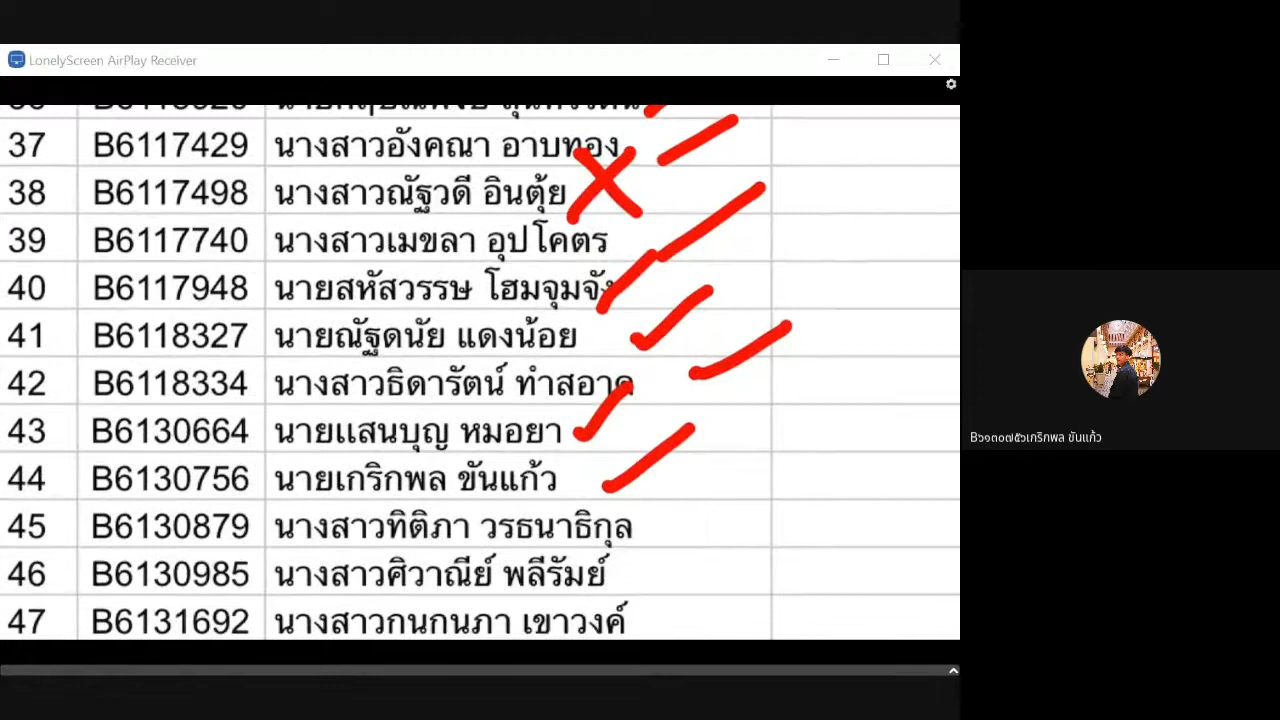 LonelyScreen AirPlay Receiver
37 B6117429 นางสาวอังคณา อาบทอง
38 B6117498 นางสาวณัฐวดี อินตุ้ย
39 B6117740 นางสาวเมขลา อุปโคตร
40 B6117948 นายสหัสวรรษ โฮมจุมจัง
41 B6118327 นายณัฐดนัย แดงน้อย
42 B6118334 นางสาวธิดารัตน์ ทำสอาด
43 B6130664 นายแสนบุญ หมอยา
44 B6130756 นายเกริกพล ขันแก้ว
45 B6130879 นางสาวทิติภา วรธนาธิกุล
46 B6130985 นางสาวศิวาณีย์ พลีรัมย์
47 B6131692 นางสาวกนกนภา เขาวงค์
B๖๑๓๐๗๕๖เกริกพล ขันแก้ว